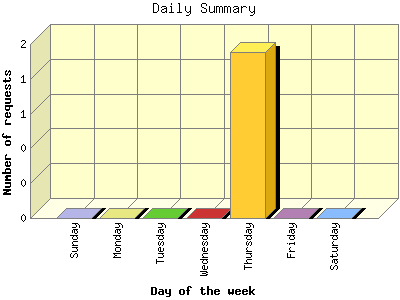 Daily Summary
2
1
1
0
0
0
Number of requests
Sunday
Monday
Tuesday
Wednesday
Thursday
Friday
Saturday
Day of the week